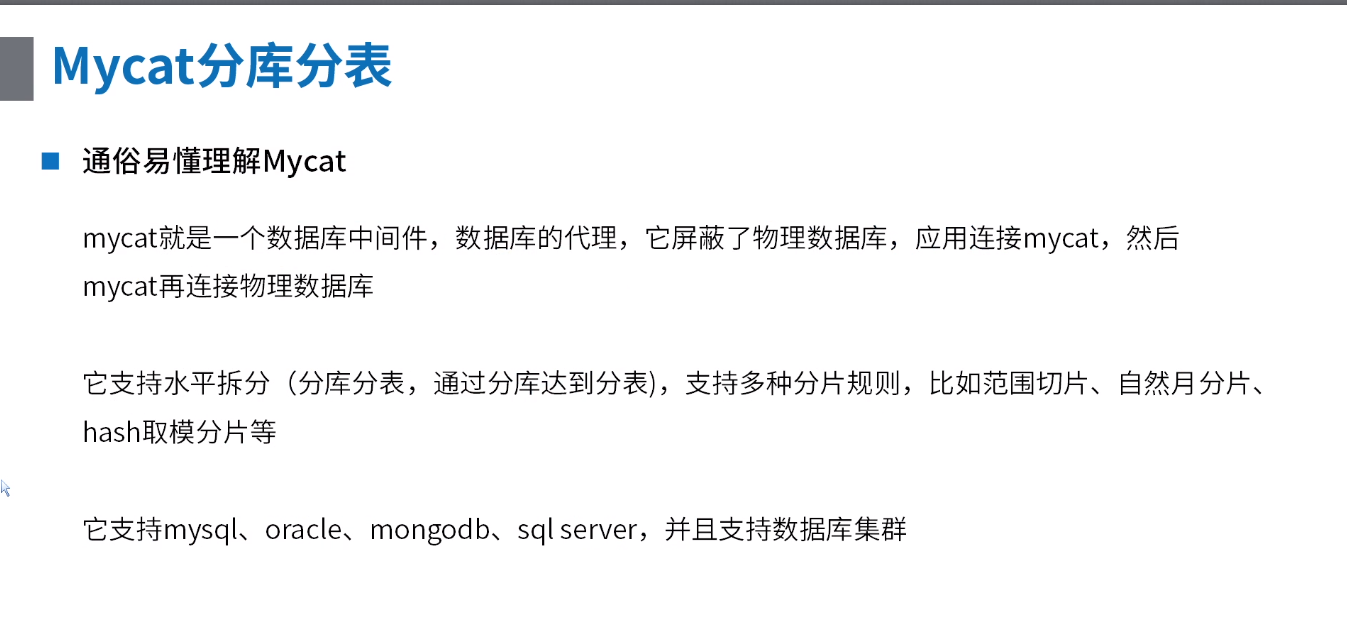 Mycat分库分表
通俗易懂理解Mycat
mycat就是一个数据库中间件，数据库的代理，它屏蔽了物理数据库，应用连接mycat，然后
mycat再连接物理数据库
它支持水平拆分（分库分表，通过分库达到分表)，支持多种分片规则，比如范围切片、自然月分片、
hash取模分片等
它支持mysql、oracle、mongodb、sql server，并且支持数据库集群